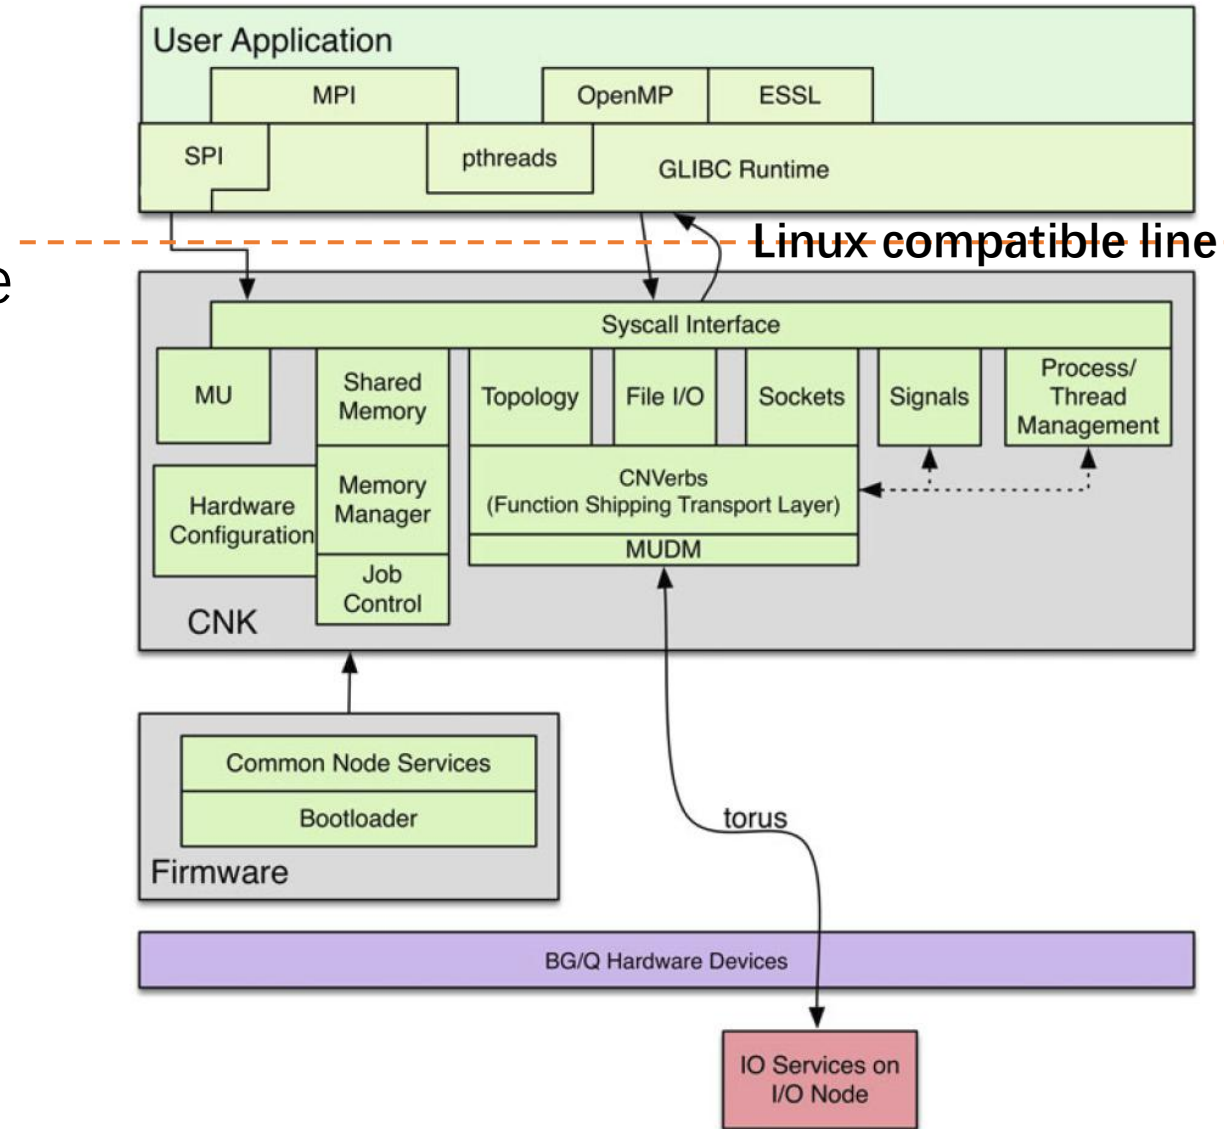 User Application
MPI
OpenMP
ESSL
SPI
pthreads
GLIBC Runtime
Linux compatible line
e
Syscall Interface
MU
Shared
Memory
Topology
File I/O
Sockets
Signals
Process/
Thread
Management
Hardware
Configuration
Memory
Manager
CNVerbs
(Function Shipping Transport Layer)
MUDM
Job
Control
CNK
Common Node Services
Bootloader
Firmware
torus
BG/Q Hardware Devices
IO Services on
I/O Node